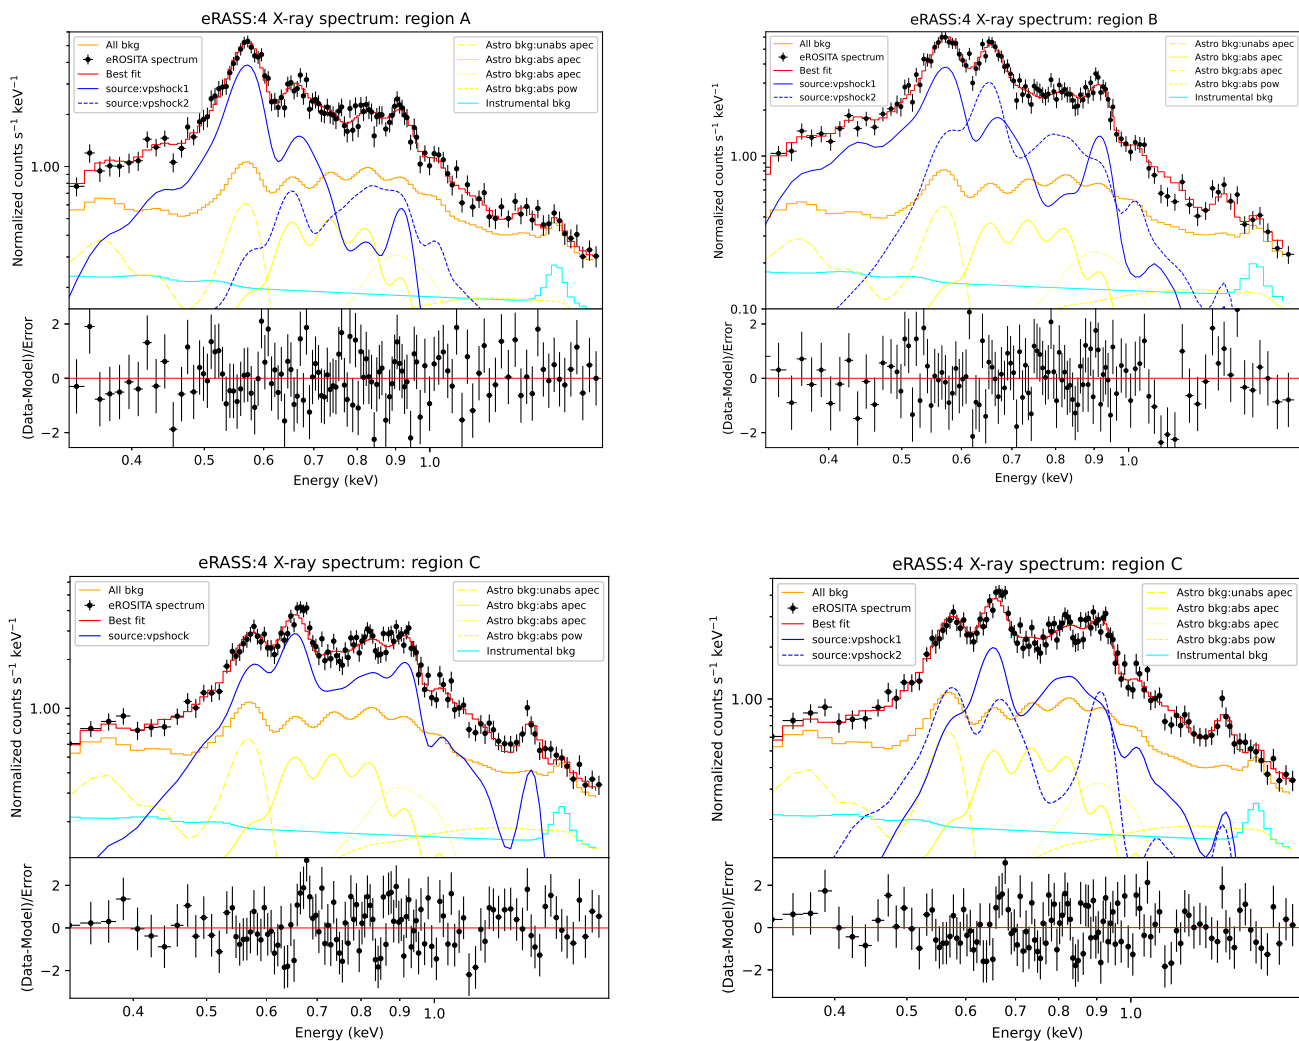 eRASS:4 X-ray spectrum: region A
All bkg
eROSITA spectrum
Best fit
source:vpshock1
source:vpshock2
Astro bkg:unabs apec
Astro bkg:abs apec
Astro bkg:abs apec
Astro bkg:abs pow
Instrumental bkg
Normalized counts s⁻¹ keV⁻¹
1.00
(Data-Model)/Error
2
0
−2
0.4
0.5
0.6
0.7
0.8
0.9
1.0
Energy (keV)
eRASS:4 X-ray spectrum: region B
All bkg
eROSITA spectrum
Best fit
source:vpshock1
source:vpshock2
Astro bkg:unabs apec
Astro bkg:abs apec
Astro bkg:abs apec
Astro bkg:abs pow
Instrumental bkg
Normalized counts s⁻¹ keV⁻¹
1.00
0.10
(Data-Model)/Error
2
0
−2
0.4
0.5
0.6
0.7
0.8
0.9
1.0
Energy (keV)
eRASS:4 X-ray spectrum: region C
All bkg
eROSITA spectrum
Best fit
source:vpshock
Astro bkg:unabs apec
Astro bkg:abs apec
Astro bkg:abs apec
Astro bkg:abs pow
Instrumental bkg
Normalized counts s⁻¹ keV⁻¹
1.00
(Data-Model)/Error
2
0
−2
0.4
0.5
0.6
0.7
0.8
0.9
1.0
Energy (keV)
eRASS:4 X-ray spectrum: region C
All bkg
eROSITA spectrum
Best fit
source:vpshock1
source:vpshock2
Astro bkg:unabs apec
Astro bkg:abs apec
Astro bkg:abs apec
Astro bkg:abs pow
Instrumental bkg
Normalized counts s⁻¹ keV⁻¹
1.00
(Data-Model)/Error
2
0
−2
0.4
0.5
0.6
0.7
0.8
0.9
1.0
Energy (keV)